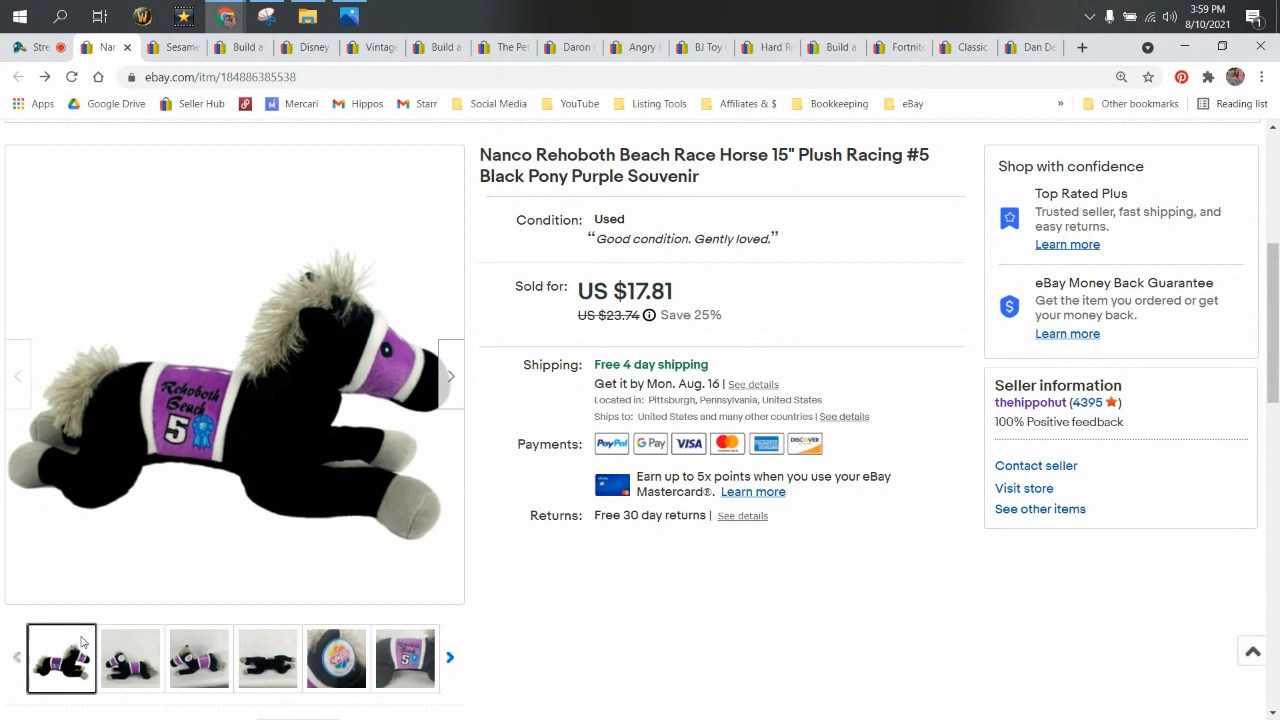 3:59 PM
8/10/2021
Stre
Nar
Sesame
Build a
Disney
Vintage
Build a
The Pet
Daron
Angry
BJ Toy
Hard Ro
Build a
Fortnite
Classic
Dan De
ebay.com/itm/184886385538
Apps
Google Drive
Seller Hub
Mercari
Hippos
Starr
Social Media
YouTube
Listing Tools
Affiliates & $
Bookkeeping
eBay
»
Other bookmarks
Reading list
Nanco Rehoboth Beach Race Horse 15" Plush Racing #5
Black Pony Purple Souvenir
Condition: Used
“Good condition. Gently loved.”
Sold for: US $17.81
US $23.74 Save 25%
Shipping: Free 4 day shipping
Get it by Mon. Aug. 16 | See details
Located in: Pittsburgh, Pennsylvania, United States
Ships to: United States and many other countries | See details
Payments: PayPal G Pay VISA AMERICAN EXPRESS DISCOVER
Earn up to 5x points when you use your eBay
Mastercard®. Learn more
Returns: Free 30 day returns | See details
Shop with confidence
Top Rated Plus
Trusted seller, fast shipping, and
easy returns.
Learn more
eBay Money Back Guarantee
Get the item you ordered or get
your money back.
Learn more
Seller information
thehippohut (4395 )
100% Positive feedback
Contact seller
Visit store
See other items
Rehoboth
Beach
5